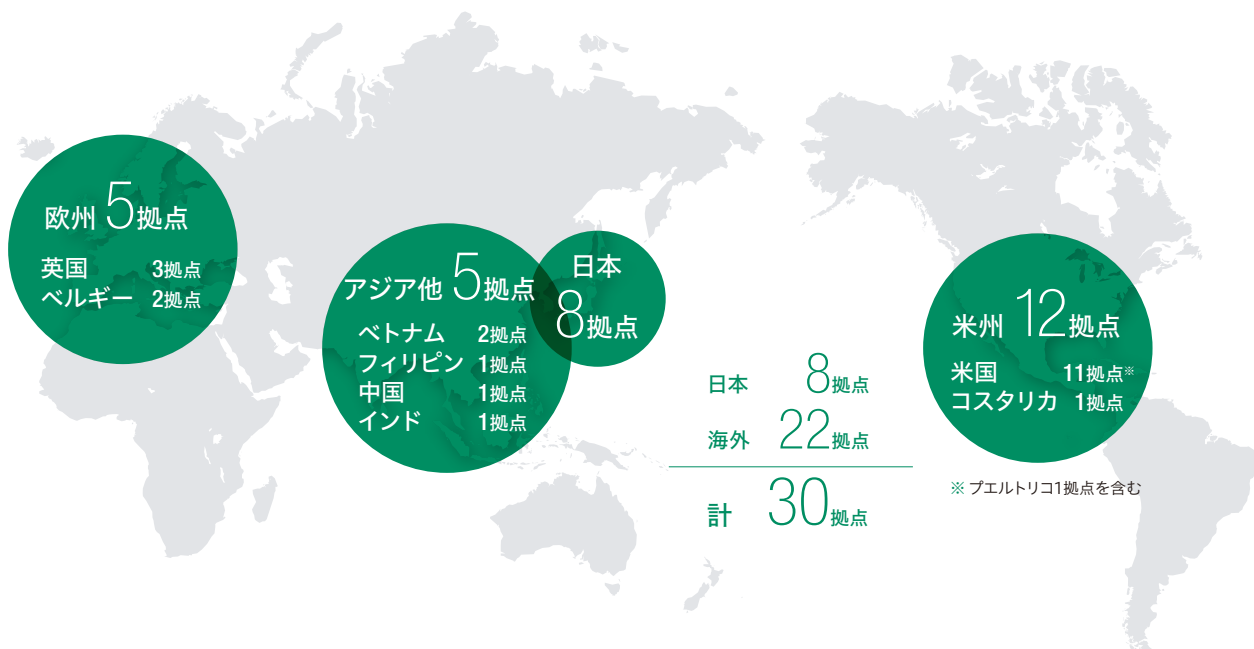 欧州 5拠点
英国 3拠点
ベルギー 2拠点
アジア他 5拠点
ベトナム 2拠点
フィリピン 1拠点
中国 1拠点
インド 1拠点
日本
8拠点
日本 8拠点
海外 22拠点
計 30拠点
米州 12拠点
米国 11拠点※
コスタリカ 1拠点
※ プエルトリコ1拠点を含む